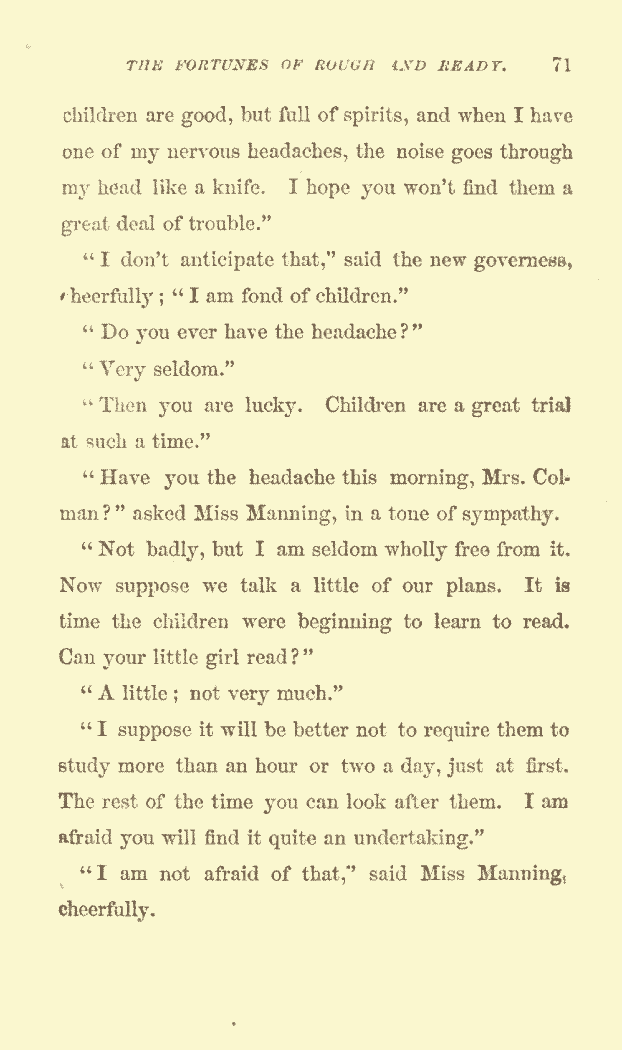 THE FORTUNES OF ROUGH AND READY. 71
children are good, but full of spirits, and when I have
one of my nervous headaches, the noise goes through
my head like a knife. I hope you won't find them a
great deal of trouble."
"I don't anticipate that," said the new governess,
cheerfully; "I am fond of children."
"Do you ever have the headache?"
"Very seldom."
"Then you are lucky. Children are a great trial
at such a time."
"Have you the headache this morning, Mrs. Col-
man?" asked Miss Manning, in a tone of sympathy.
"Not badly, but I am seldom wholly free from it.
Now suppose we talk a little of our plans. It is
time the children were beginning to learn to read.
Can your little girl read?"
"A little; not very much."
"I suppose it will be better not to require them to
study more than an hour or two a day, just at first.
The rest of the time you can look after them. I am
afraid you will find it quite an undertaking."
"I am not afraid of that," said Miss Manning,
cheerfully.